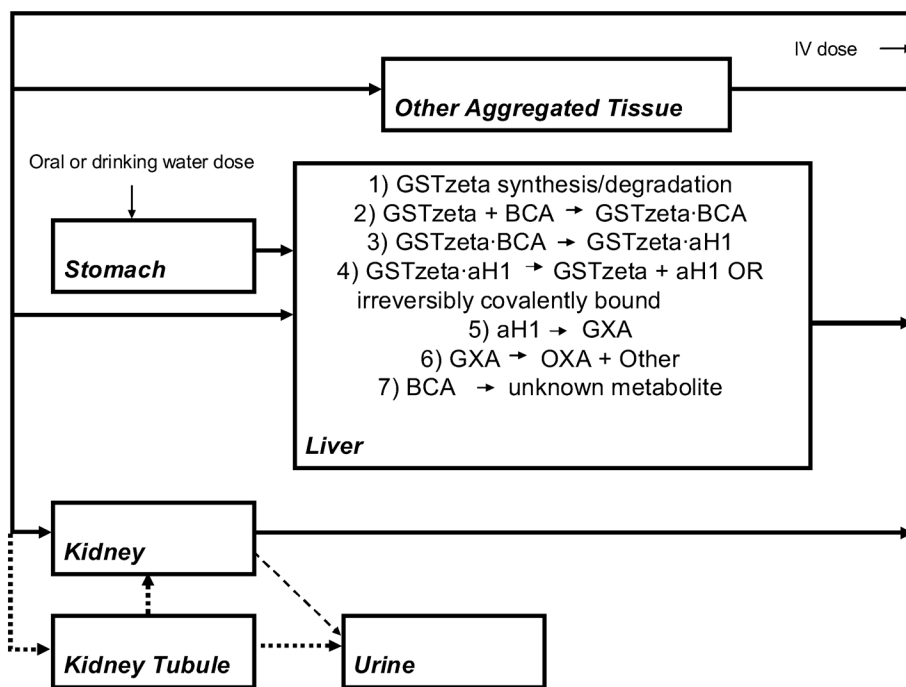 IV dose →
Other Aggregated Tissue
Oral or drinking water dose
Stomach
1) GSTzeta synthesis/degradation
2) GSTzeta + BCA → GSTzeta·BCA
3) GSTzeta·BCA → GSTzeta·aH1
4) GSTzeta·aH1 → GSTzeta + aH1 OR
irreversibly covalently bound
5) aH1 → GXA
6) GXA → OXA + Other
7) BCA → unknown metabolite
Liver
Kidney
Kidney Tubule
Urine